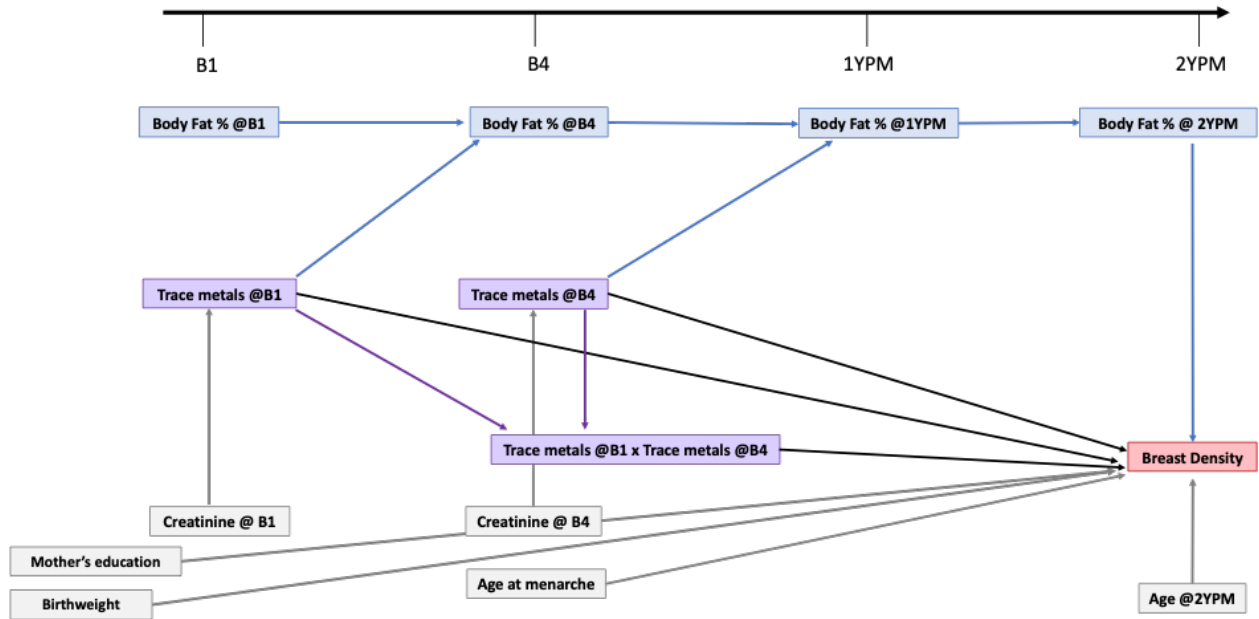 B1
B4
1YPM
2YPM
Body Fat % @B1
Body Fat % @B4
Body Fat % @1YPM
Body Fat % @ 2YPM
Trace metals @B1
Trace metals @B4
Trace metals @B1 x Trace metals @B4
Breast Density
Creatinine @ B1
Creatinine @ B4
Mother's education
Age at menarche
Birthweight
Age @2YPM